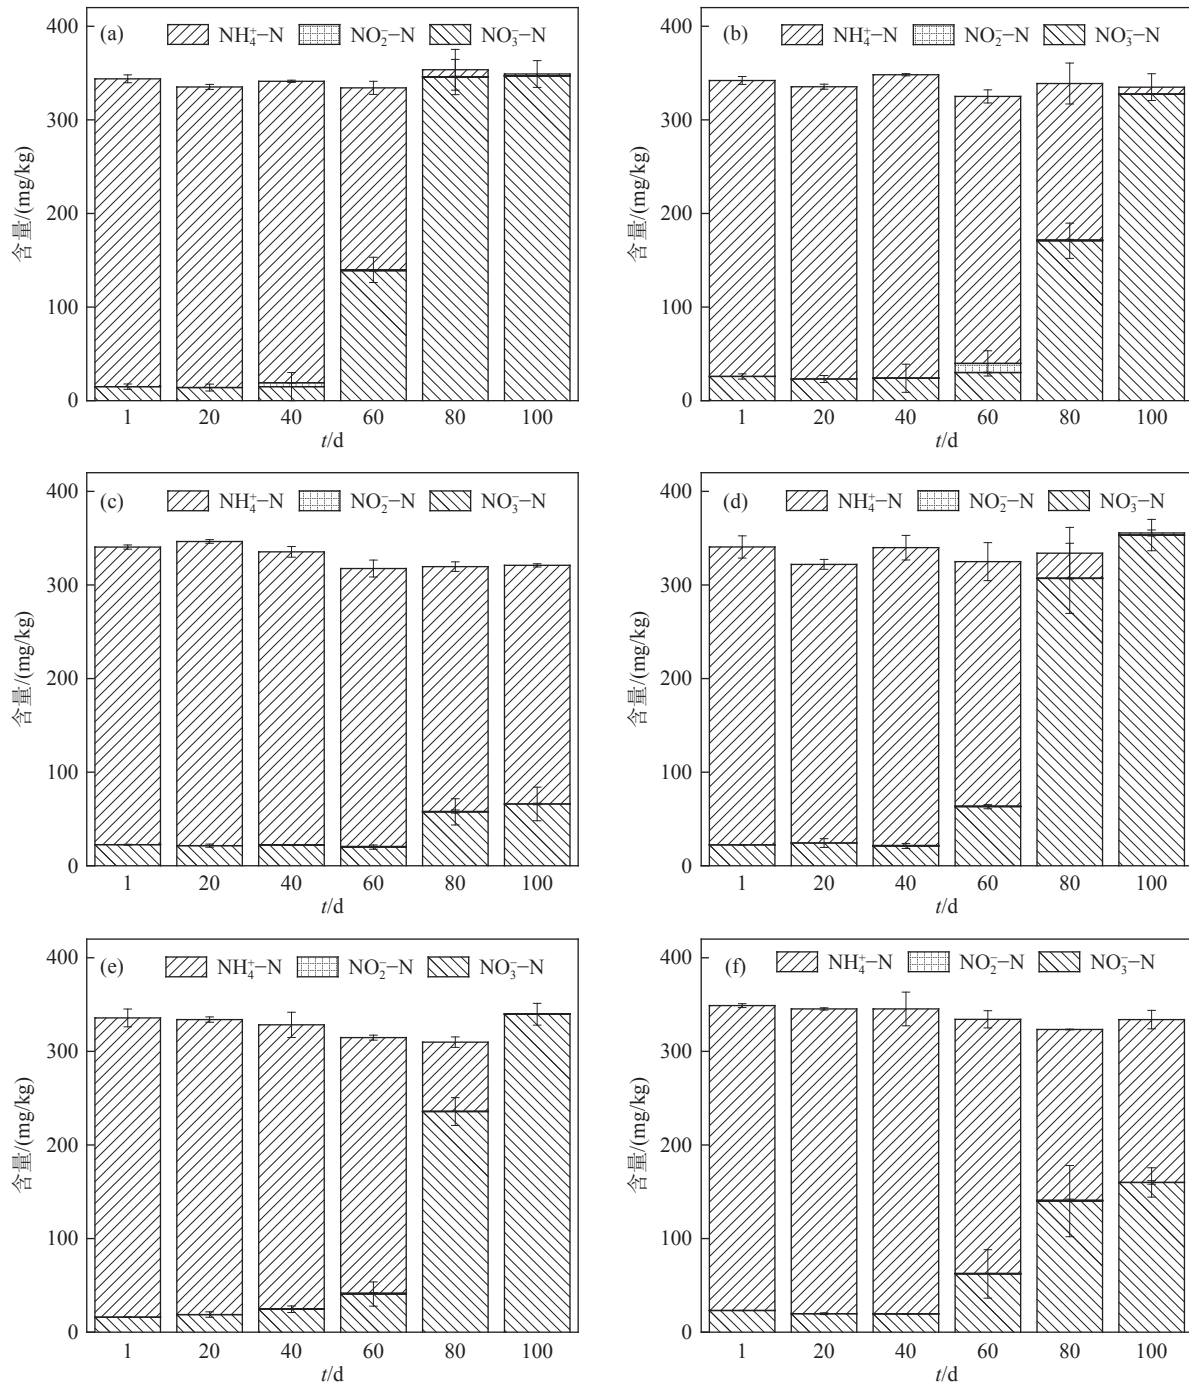 (a) NH₄⁺−N NO₂⁻−N NO₃⁻−N
400
300
200
100
0
含量/(mg/kg)
1 20 40 60 80 100
t/d
(b) NH₄⁺−N NO₂⁻−N NO₃⁻−N
400
300
200
100
0
含量/(mg/kg)
1 20 40 60 80 100
t/d
(c) NH₄⁺−N NO₂⁻−N NO₃⁻−N
400
300
200
100
0
含量/(mg/kg)
1 20 40 60 80 100
t/d
(d) NH₄⁺−N NO₂⁻−N NO₃⁻−N
400
300
200
100
0
含量/(mg/kg)
1 20 40 60 80 100
t/d
(e) NH₄⁺−N NO₂⁻−N NO₃⁻−N
400
300
200
100
0
含量/(mg/kg)
1 20 40 60 80 100
t/d
(f) NH₄⁺−N NO₂⁻−N NO₃⁻−N
400
300
200
100
0
含量/(mg/kg)
1 20 40 60 80 100
t/d